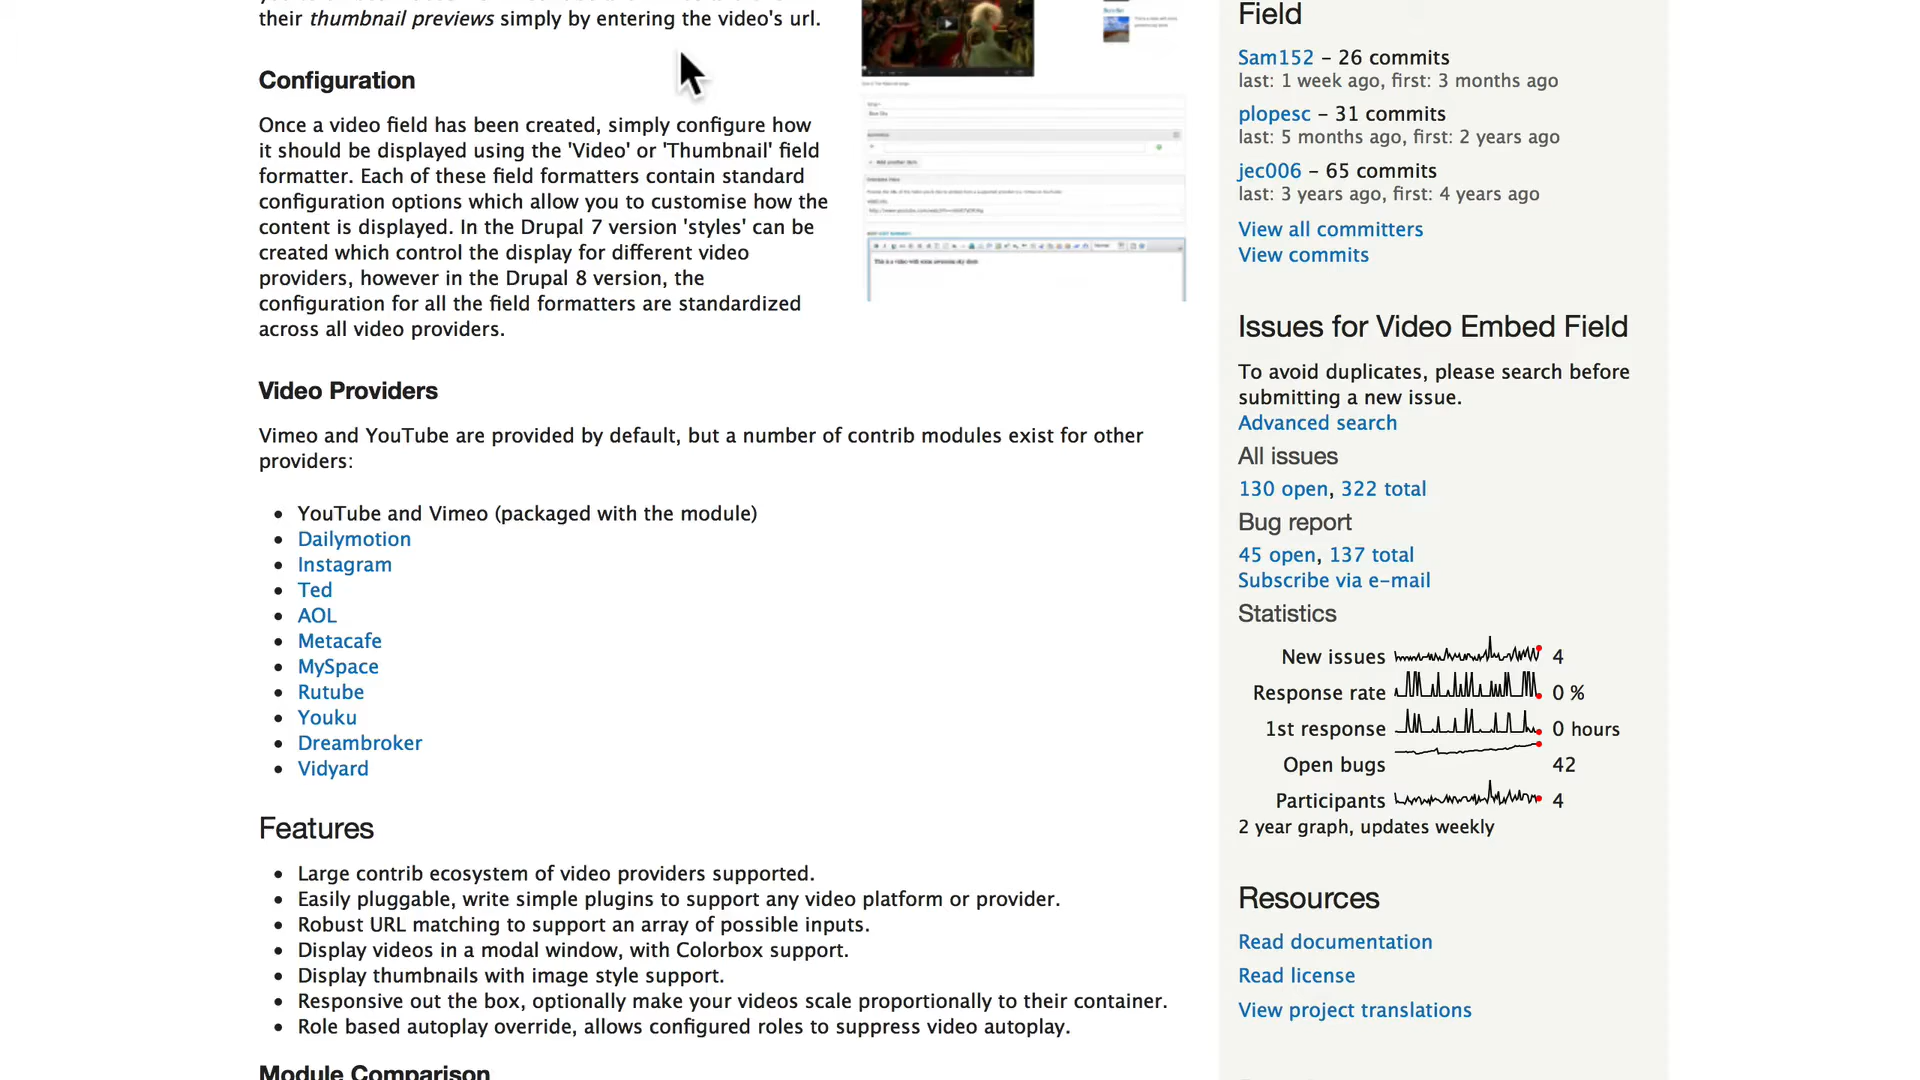 their thumbnail previews simply by entering the video's url.
Configuration
Once a video field has been created, simply configure how
it should be displayed using the 'Video' or 'Thumbnail' field
formatter. Each of these field formatters contain standard
configuration options which allow you to customise how the
content is displayed. In the Drupal 7 version 'styles' can be
created which control the display for different video
providers, however in the Drupal 8 version, the
configuration for all the field formatters are standardized
across all video providers.
Video Providers
Vimeo and YouTube are provided by default, but a number of contrib modules exist for other
providers:
YouTube and Vimeo (packaged with the module)
Dailymotion
Instagram
Ted
AOL
Metacafe
MySpace
Rutube
Youku
Dreambroker
Vidyard
Features
Large contrib ecosystem of video providers supported.
Easily pluggable, write simple plugins to support any video platform or provider.
Robust URL matching to support an array of possible inputs.
Display videos in a modal window, with Colorbox support.
Display thumbnails with image style support.
Responsive out the box, optionally make your videos scale proportionally to their container.
Role based autoplay override, allows configured roles to suppress video autoplay.
Module Comparison
Field
Sam152 – 26 commits
last: 1 week ago, first: 3 months ago
plopesc – 31 commits
last: 5 months ago, first: 2 years ago
jec006 – 65 commits
last: 3 years ago, first: 4 years ago
View all committers
View commits
Issues for Video Embed Field
To avoid duplicates, please search before
submitting a new issue.
Advanced search
All issues
130 open, 322 total
Bug report
45 open, 137 total
Subscribe via e-mail
Statistics
New issues 4
Response rate 0 %
1st response 0 hours
Open bugs 42
Participants 4
2 year graph, updates weekly
Resources
Read documentation
Read license
View project translations